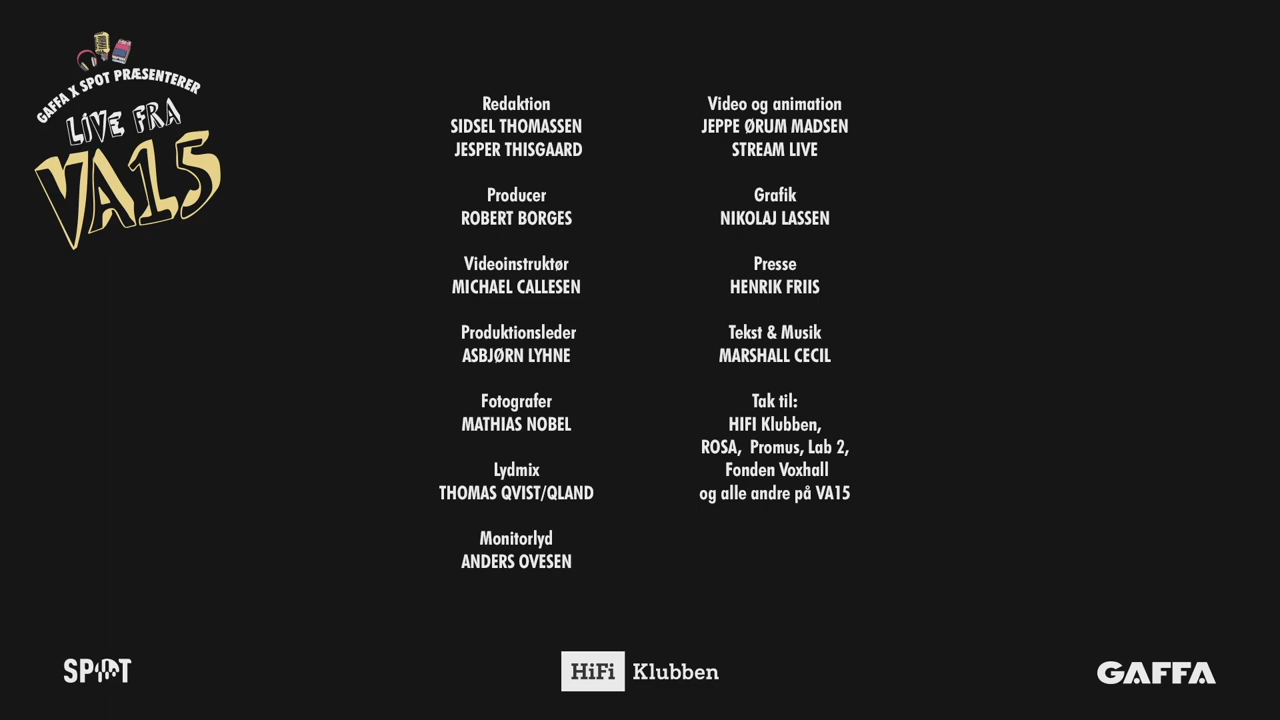 GAFFA X SPOT PRÆSENTERER
LIVE FRA
VA15
Redaktion
SIDSEL THOMASSEN
JESPER THISGAARD
Producer
ROBERT BORGES
Videoinstruktør
MICHAEL CALLESEN
Produktionsleder
ASBJØRN LYHNE
Fotografer
MATHIAS NOBEL
Lydmix
THOMAS QVIST/QLAND
Monitorlyd
ANDERS OVESEN
Video og animation
JEPPE ØRUM MADSEN
STREAM LIVE
Grafik
NIKOLAJ LASSEN
Presse
HENRIK FRIIS
Tekst & Musik
MARSHALL CECIL
Tak til:
HIFI Klubben,
ROSA, Promus, Lab 2,
Fonden Voxhall
og alle andre på VA15
SPOT
HiFi Klubben
GAFFA